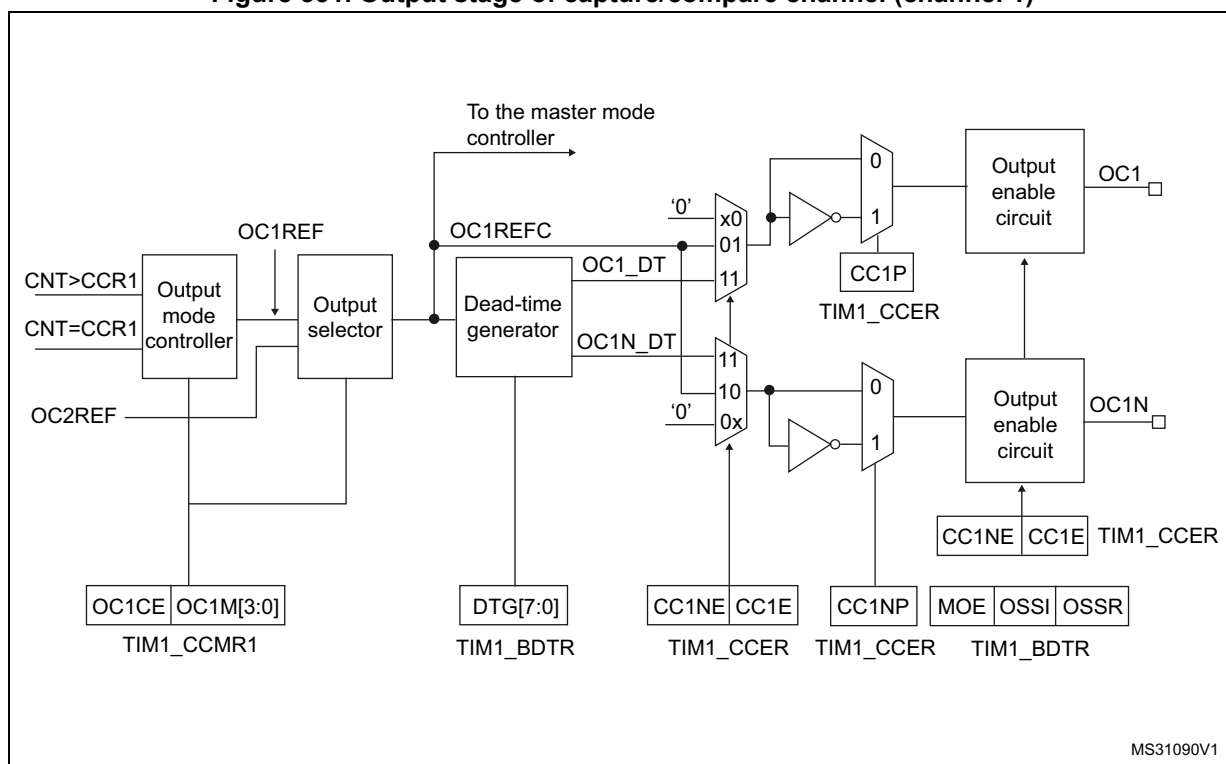 To the master mode
controller
OC1REF
OC1REFC
'0'
x0
01
11
0
1
CC1P
TIM1_CCER
Output
enable
circuit
OC1
CNT>CCR1
CNT=CCR1
Output
mode
controller
Output
selector
Dead-time
generator
OC1_DT
OC1N_DT
11
10
0x
'0'
0
1
Output
enable
circuit
OC1N
OC2REF
CC1NE CC1E TIM1_CCER
OC1CE OC1M[3:0]
TIM1_CCMR1
DTG[7:0]
TIM1_BDTR
CC1NE CC1E
TIM1_CCER
CC1NP
TIM1_CCER
MOE OSSI OSSR
TIM1_BDTR
MS31090V1